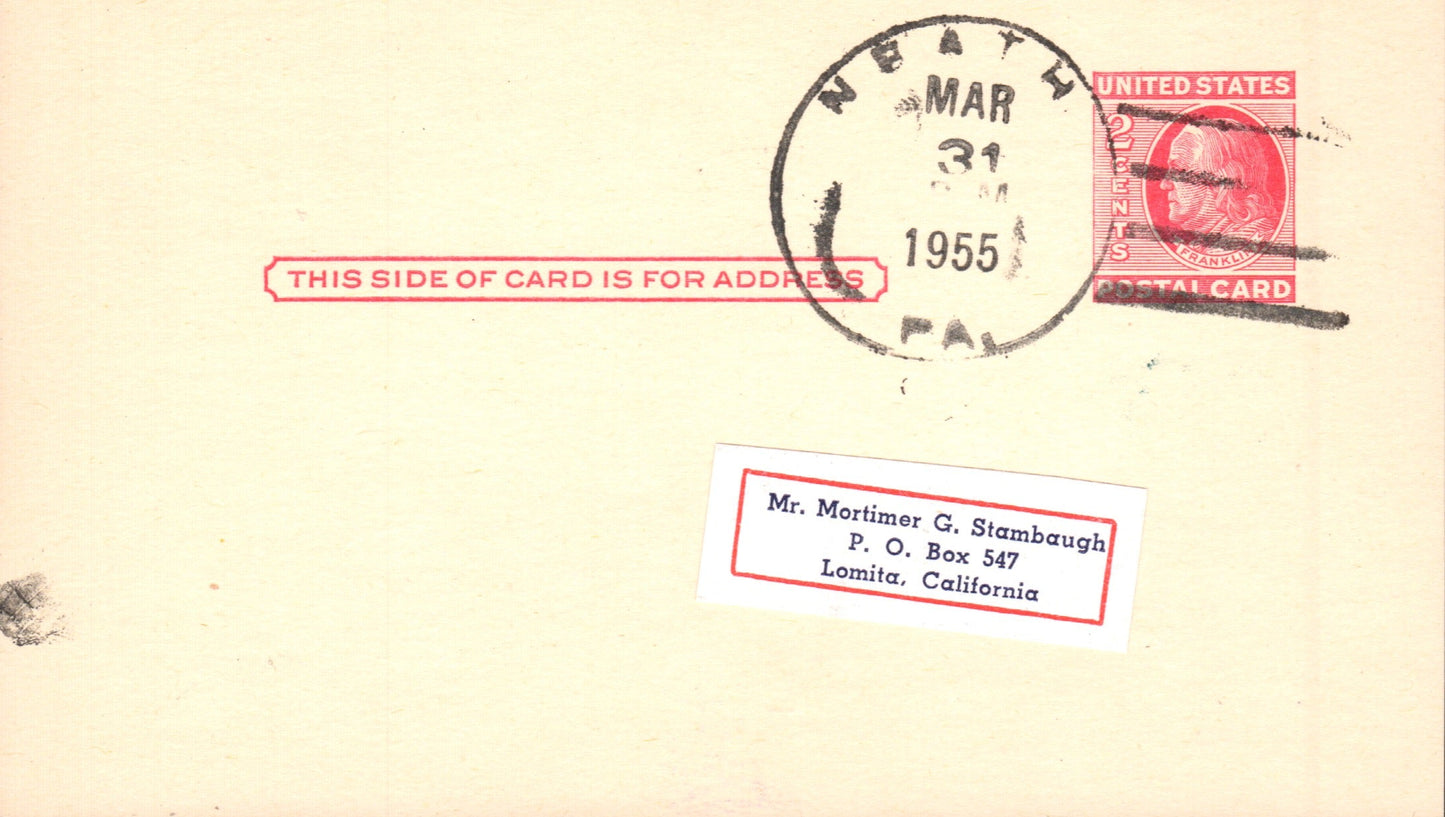 NEATH
MAR
31
M
1955
PA.
UNITED STATES
2 CENTS
FRANKLIN
POSTAL CARD
THIS SIDE OF CARD IS FOR ADDRESS
Mr. Mortimer G. Stambaugh
P. O. Box 547
Lomita, California